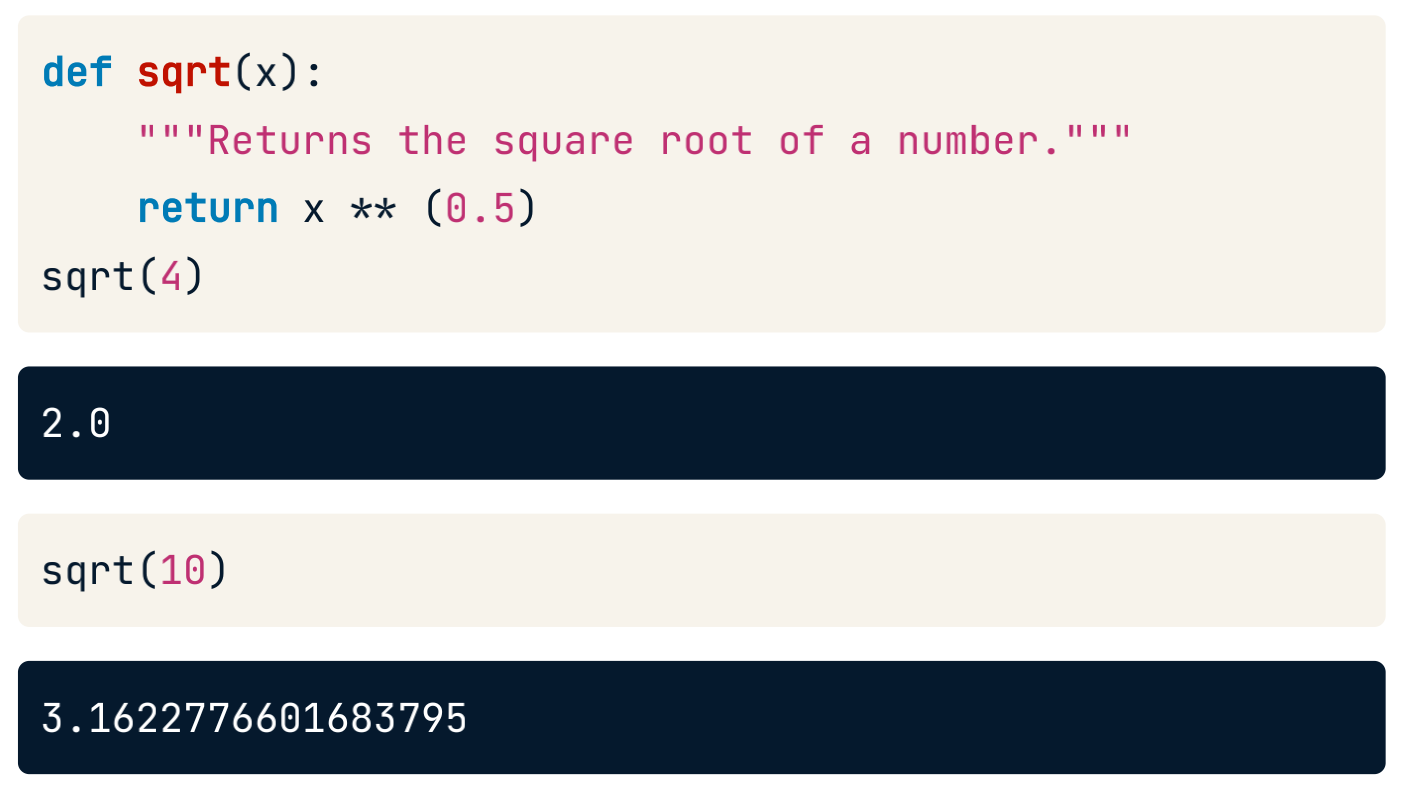 def sqrt(x):
    """Returns the square root of a number."""
    return x ** (0.5)
sqrt(4)
2.0
sqrt(10)
3.1622776601683795